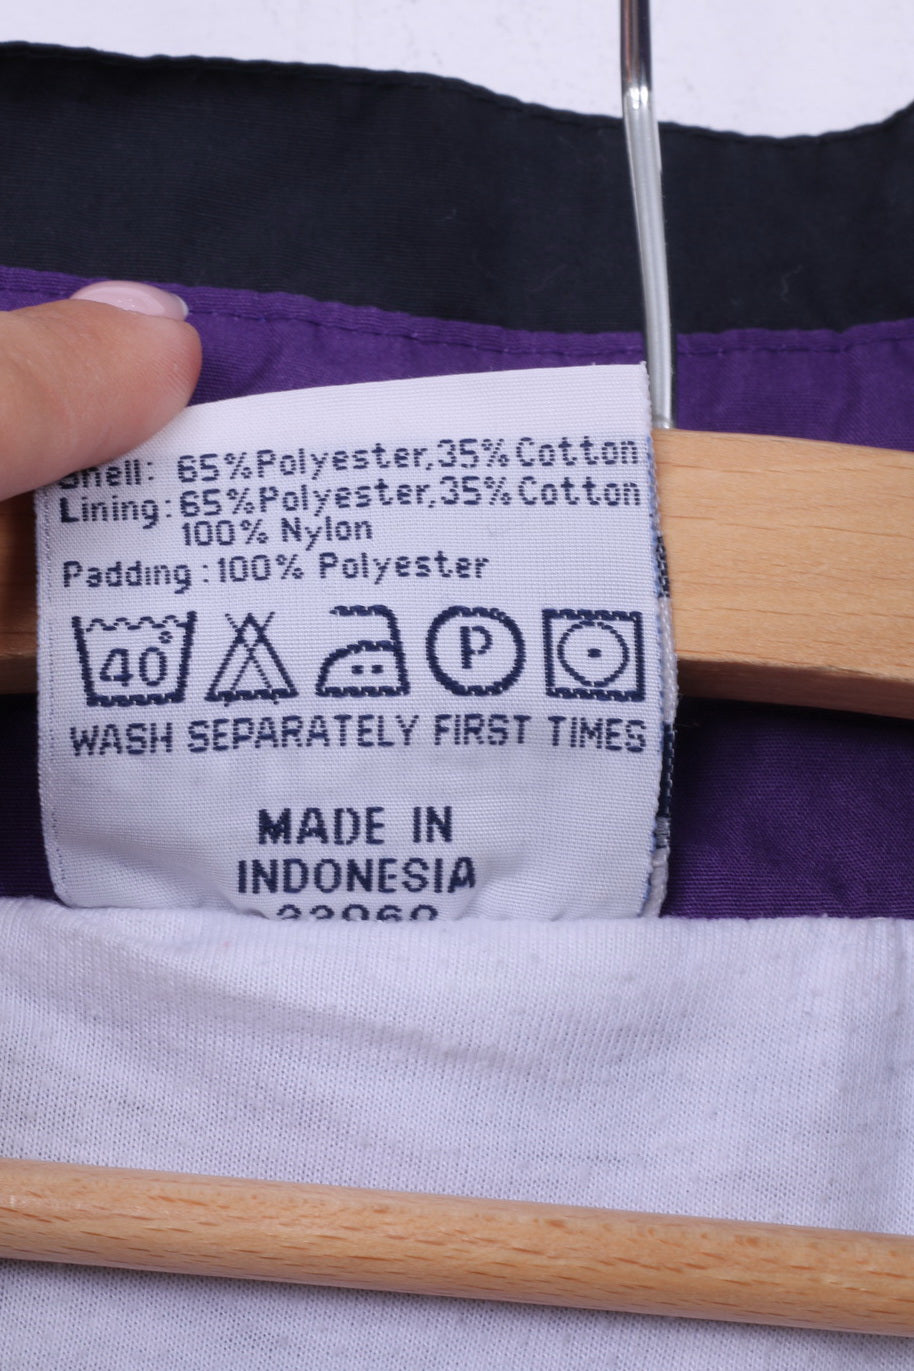 Shell: 65% Polyester, 35% Cotton
Lining: 65% Polyester, 35% Cotton
100% Nylon
Padding: 100% Polyester
40° P
WASH SEPARATELY FIRST TIMES
MADE IN
INDONESIA